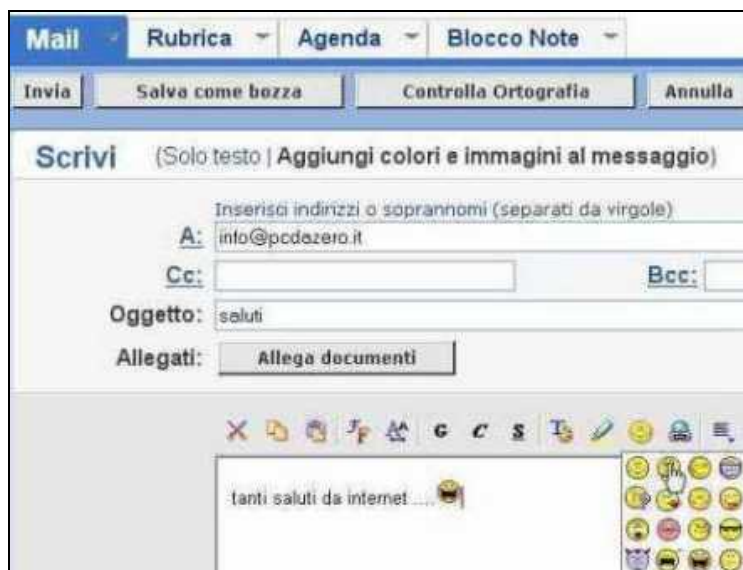 Mail Rubrica Agenda Blocco Note
Invia Salva come bozza Controlla Ortografia Annulla
Scrivi (Solo testo | Aggiungi colori e immagini al messaggio)
Inserisci indirizzi o soprannomi (separati da virgole)
A: info@pcdazero.it
Cc: Bcc:
Oggetto: saluti
Allegati: Allega documenti
G C S
tanti saluti da internet ....